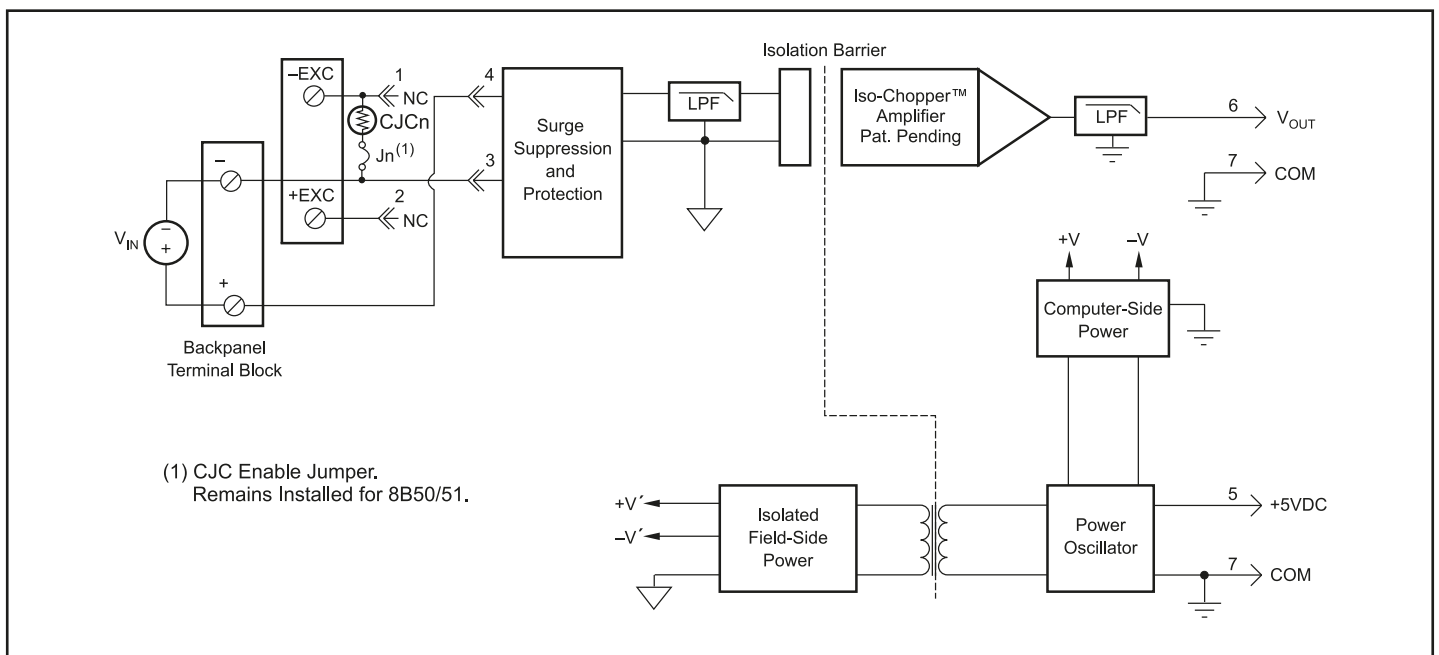 Isolation Barrier
–EXC
1
NC
4
CJCn
Jn(1)
–
3
+EXC
2
NC
VIN
–
+
+
Backpanel
Terminal Block
Surge
Suppression
and
Protection
LPF
Iso-Chopper™
Amplifier
Pat. Pending
LPF
6
VOUT
7
COM
+V
–V
Computer-Side
Power
(1) CJC Enable Jumper.
Remains Installed for 8B50/51.
+V´
–V´
Isolated
Field-Side
Power
Power
Oscillator
5
+5VDC
7
COM